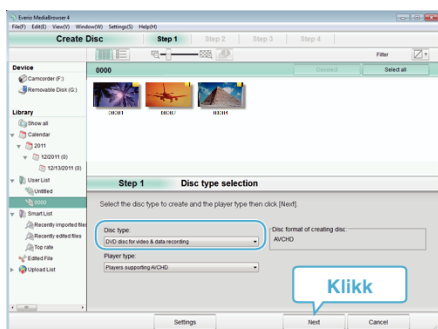 Everio MediaBrowser 4
File(F) Edit(E) View(V) Window(W) Settings(S) Help(H)
Create Disc Step 1 Step 2 Step 3 Step 4
Filter
Device
Camcorder (F:)
Removable Disk (G:)
Library
Show all
Calendar
2011
12/2011 (0)
12/13/2011 (0)
User List
Untitled
0000
Smart List
Recently imported file
Recently edited files
Top rate
Edited File
Upload List
0000 Deselect Select all
Step 1 Disc type selection
Select the disc type to create and the player type then click [Next].
Disc type:
DVD disc for video & data recording
Disc format of creating disc:
AVCHD
Player type:
Players supporting AVCHD
Klikk
Settings Next Cancel